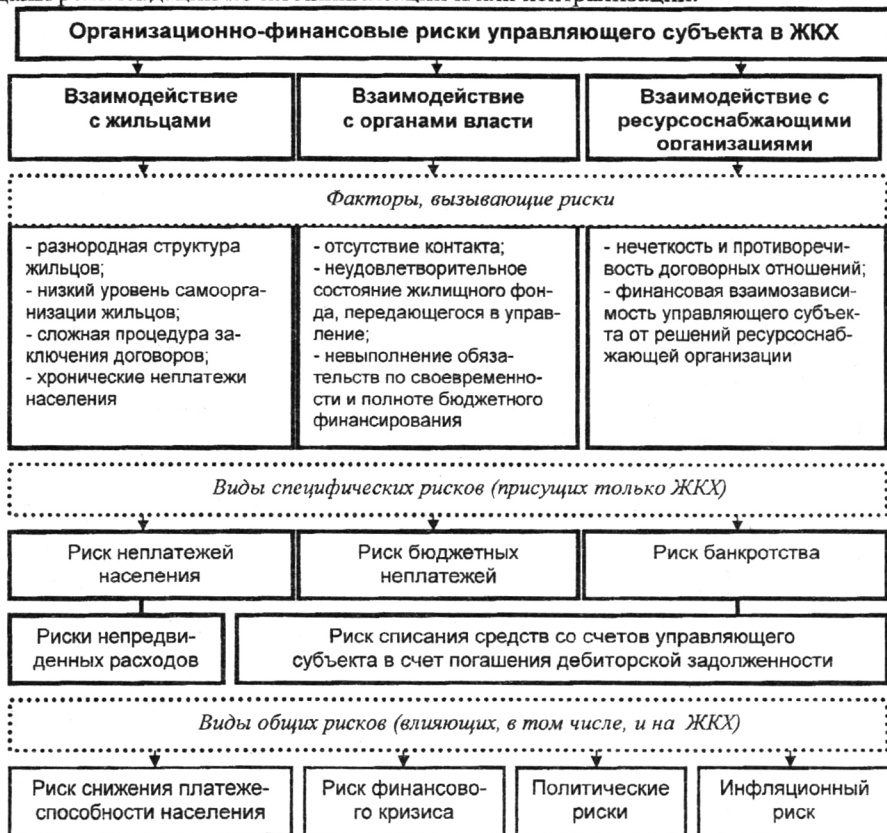 Организационно-финансовые риски управляющего субъекта в ЖКХ
Взаимодействие
с жильцами
Взаимодействие
с органами власти
Взаимодействие с
ресурсоснабжающими
организациями
Факторы, вызывающие риски
- разнородная структура
жильцов;
- низкий уровень самоорга-
низации жильцов;
- сложная процедура за-
ключения договоров;
- хронические неплатежи
населения
- отсутствие контакта;
- неудовлетворительное
состояние жилищного фон-
да, передающегося в управ-
ление;
- невыполнение обяза-
тельств по своевременно-
сти и полноте бюджетного
финансирования
- нечеткость и противоречи-
вость договорных отношений;
- финансовая взаимозависи-
мость управляющего субъек-
та от решений ресурсоснаб-
жающей организации
Виды специфических рисков (присущих только ЖКХ)
Риск неплатежей
населения
Риск бюджетных
неплатежей
Риск банкротства
Риски непредви-
денных расходов
Риск списания средств со счетов управляющего
субъекта в счет погашения дебиторской задолженности
Виды общих рисков (влияющих, в том числе, и на ЖКХ)
Риск снижения платеже-
способности населения
Риск финансово-
го кризиса
Политические
риски
Инфляционный
риск